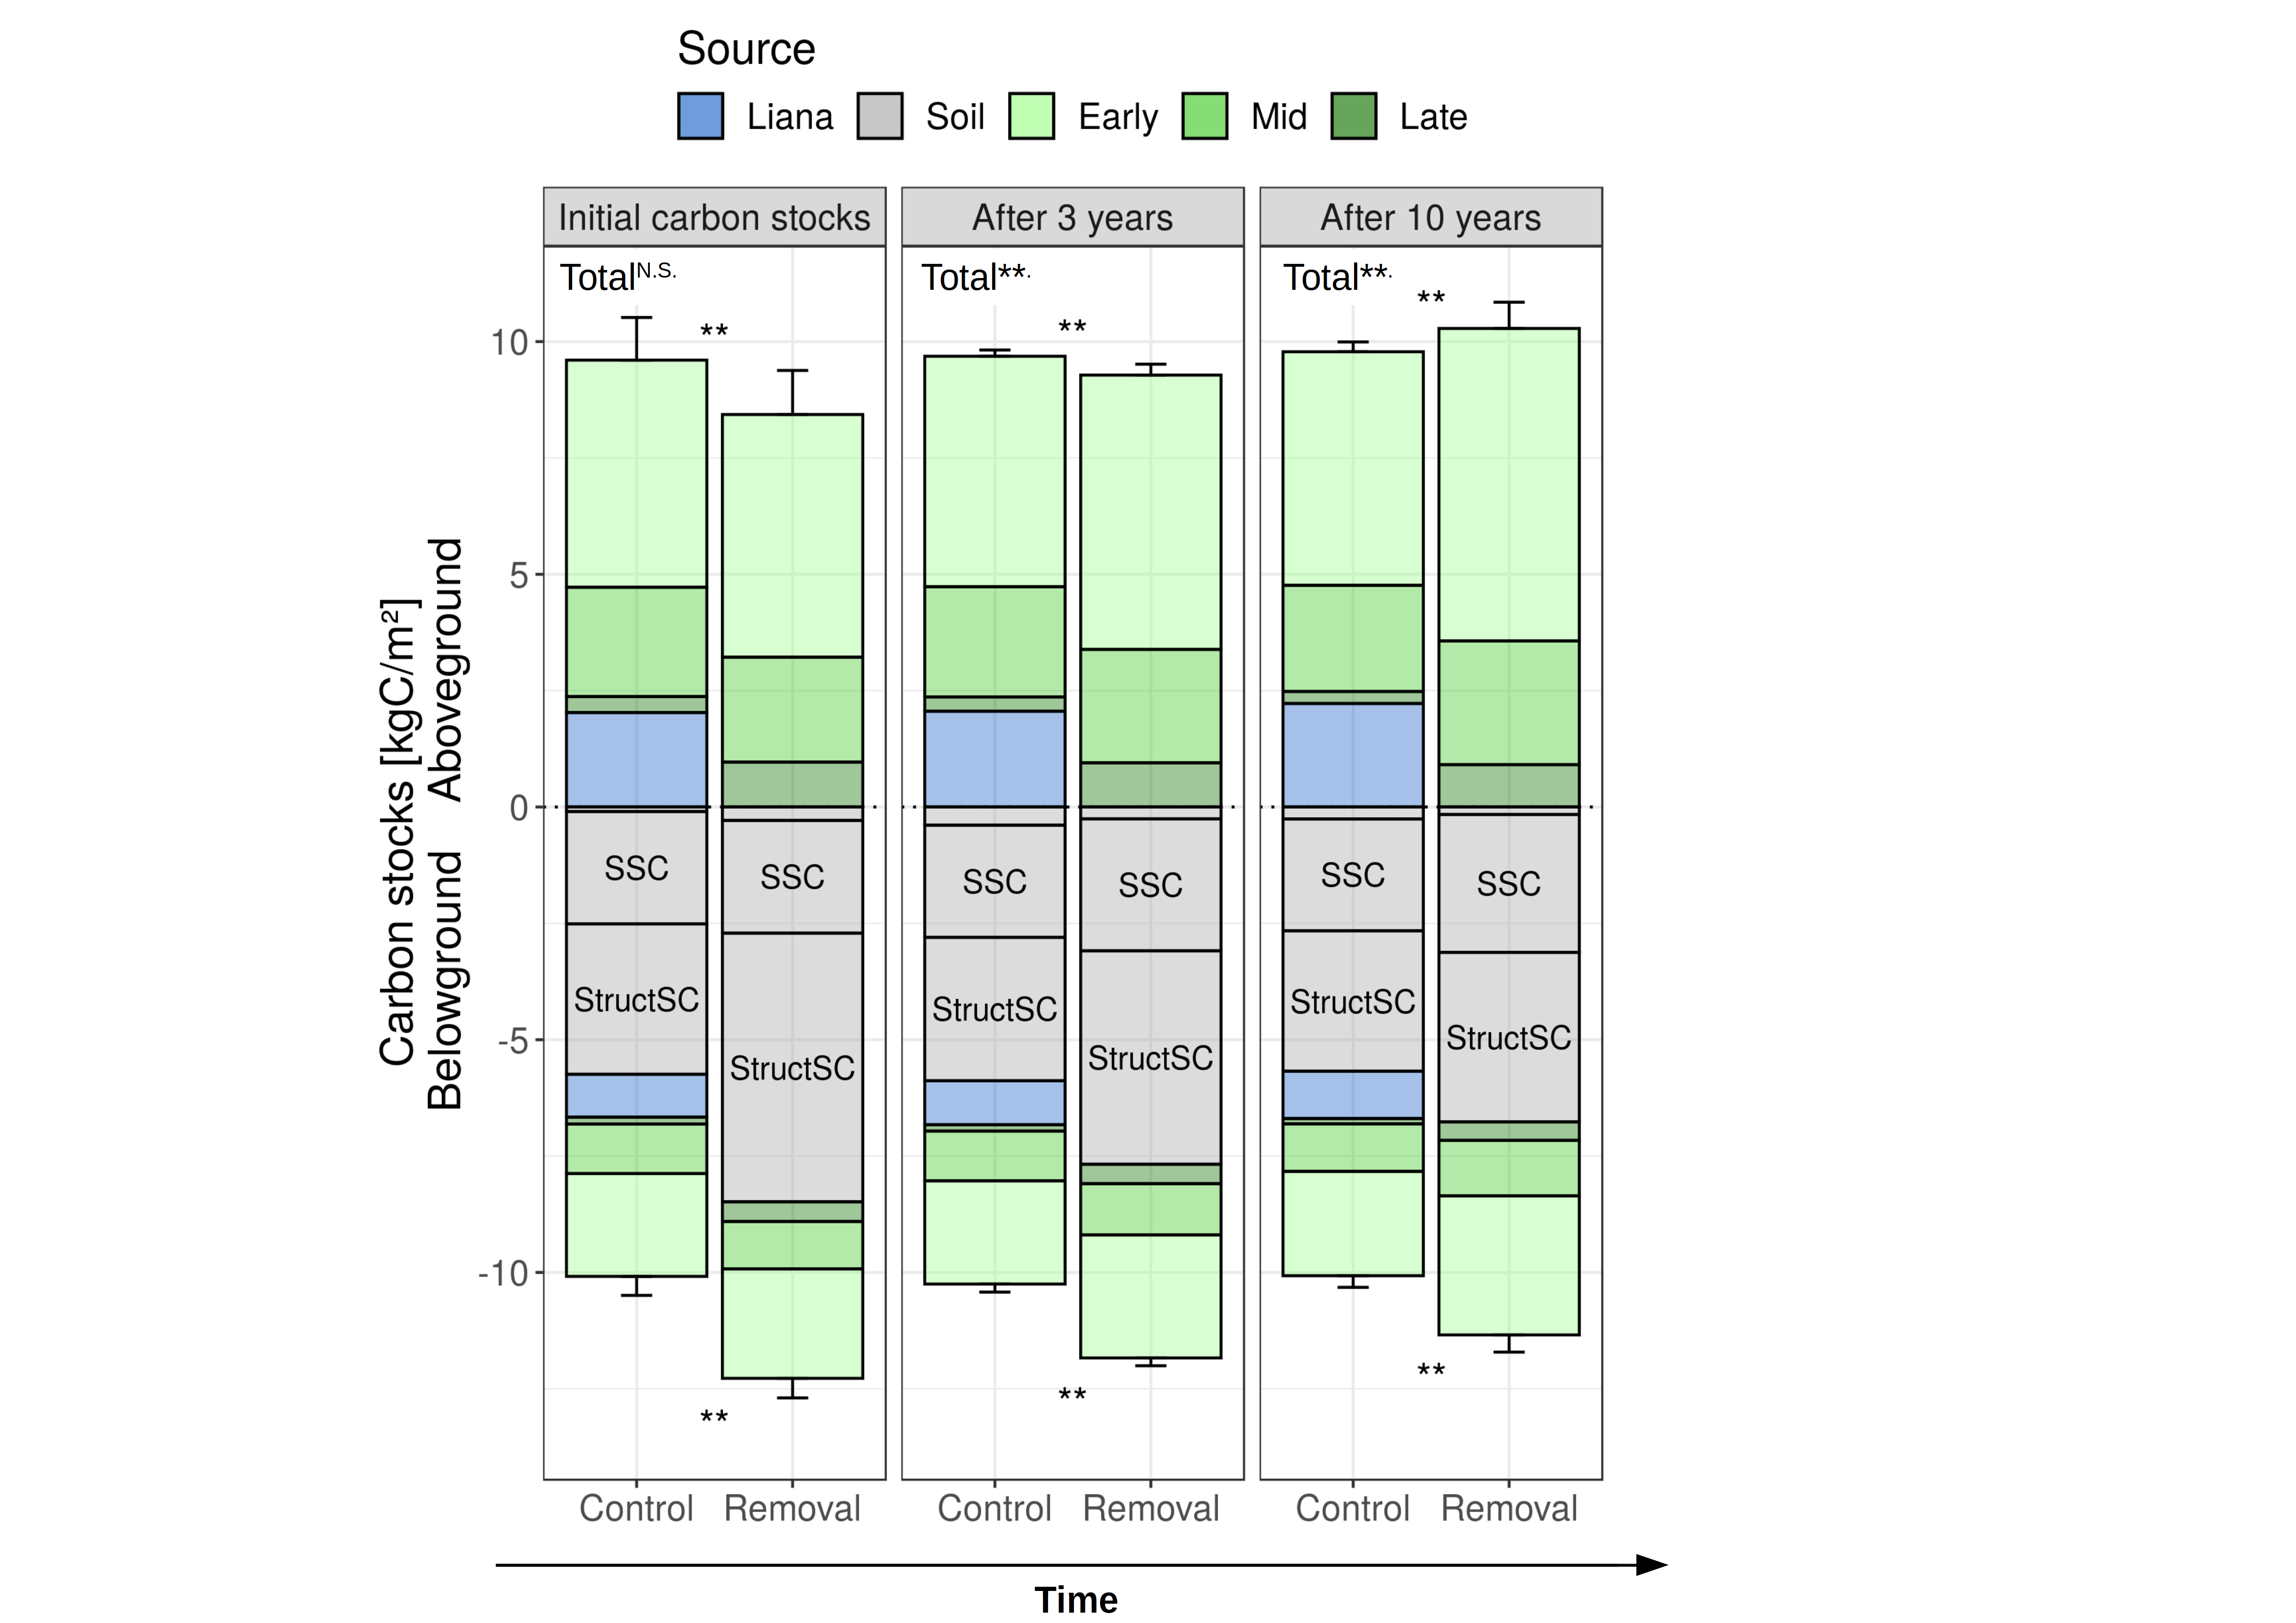 Source
Liana Soil Early Mid Late
Initial carbon stocks After 3 years After 10 years
Total^N.S. Total**. Total**.
** ** **
Carbon stocks [kgC/m²]
Belowground Aboveground
10
5
0
-5
-10
SSC SSC SSC SSC SSC SSC
StructSC StructSC StructSC StructSC StructSC StructSC
** ** **
Control Removal Control Removal Control Removal
Time